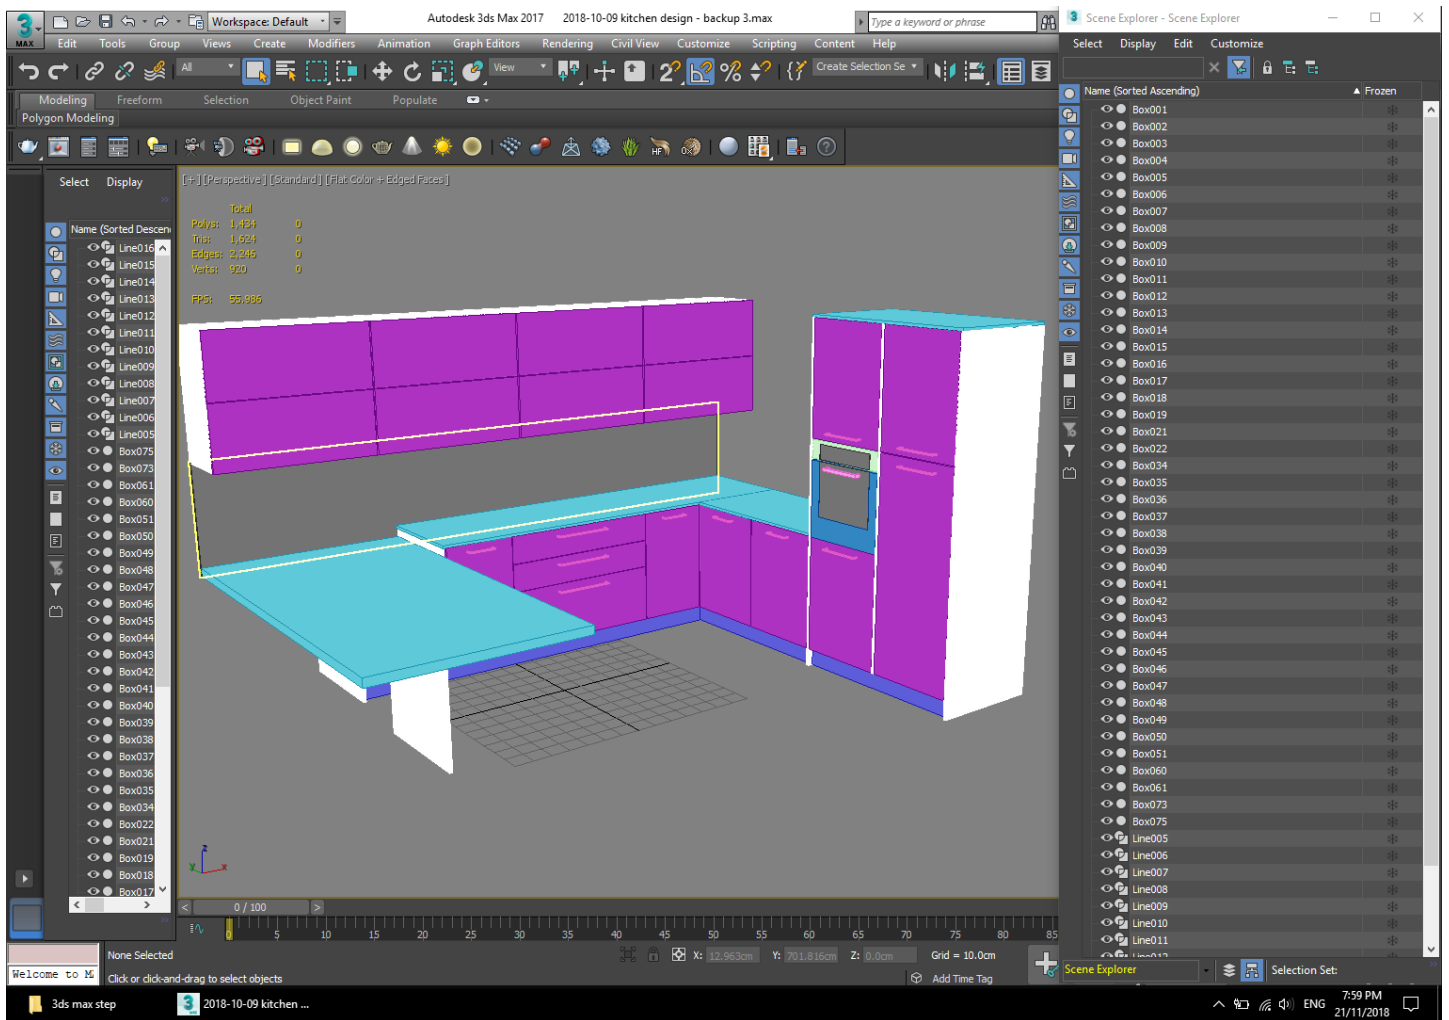 Workspace: Default
Autodesk 3ds Max 2017 2018-10-09 kitchen design - backup 3.max
Type a keyword or phrase
MAX
Edit Tools Group Views Create Modifiers Animation Graph Editors Rendering Civil View Customize Scripting Content Help
All
View
Create Selection Se
Modeling Freeform Selection Object Paint Populate
Polygon Modeling
Select Display
Name (Sorted Descen
Line016
Line015
Line014
Line013
Line012
Line011
Line010
Line009
Line008
Line007
Line006
Line005
Box075
Box073
Box061
Box060
Box051
Box050
Box049
Box048
Box047
Box046
Box045
Box044
Box043
Box042
Box041
Box040
Box039
Box038
Box037
Box036
Box035
Box034
Box022
Box021
Box019
Box018
Box017
[+] [Perspective] [Standard] [Flat Color + Edged Faces]
Total
Polys: 1,434 0
Tris: 1,624 0
Edges: 2,246 0
Verts: 920 0
FPS: 55.986
z
y
x
0 / 100
0 5 10 15 20 25 30 35 40 45 50 55 60 65 70 75 80 85
None Selected
X: 12.963cm Y: 701.816cm Z: 0.0cm Grid = 10.0cm
Welcome to M
Click or click-and-drag to select objects
Add Time Tag
Scene Explorer - Scene Explorer
Select Display Edit Customize
Name (Sorted Ascending) Frozen
Box001
Box002
Box003
Box004
Box005
Box006
Box007
Box008
Box009
Box010
Box011
Box012
Box013
Box014
Box015
Box016
Box017
Box018
Box019
Box021
Box022
Box034
Box035
Box036
Box037
Box038
Box039
Box040
Box041
Box042
Box043
Box044
Box045
Box046
Box047
Box048
Box049
Box050
Box051
Box060
Box061
Box073
Box075
Line005
Line006
Line007
Line008
Line009
Line010
Line011
Line012
Scene Explorer
Selection Set:
3ds max step
2018-10-09 kitchen ...
ENG
7:59 PM
21/11/2018